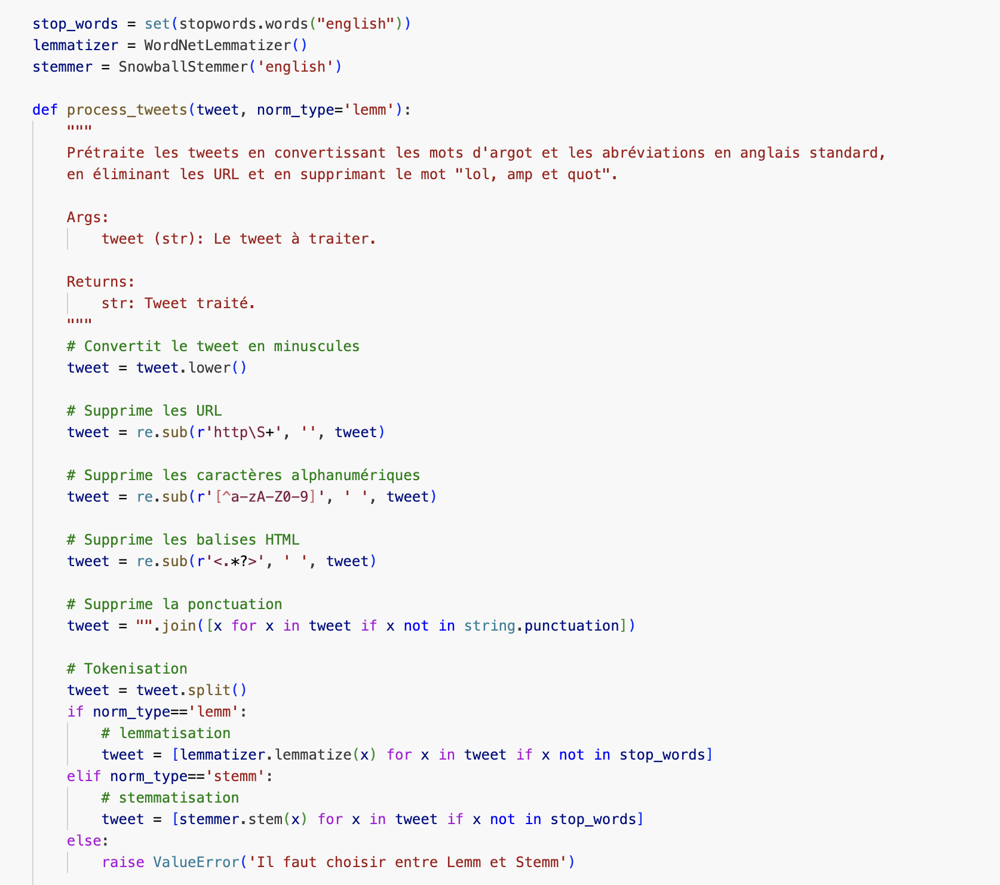 stop_words = set(stopwords.words("english"))
lemmatizer = WordNetLemmatizer()
stemmer = SnowballStemmer('english')

def process_tweets(tweet, norm_type='lemm'):
    """
    Prétraite les tweets en convertissant les mots d'argot et les abréviations en anglais standard,
    en éliminant les URL et en supprimant le mot "lol, amp et quot".

    Args:
        tweet (str): Le tweet à traiter.

    Returns:
        str: Tweet traité.
    """
    # Convertit le tweet en minuscules
    tweet = tweet.lower()

    # Supprime les URL
    tweet = re.sub(r'http\S+', '', tweet)

    # Supprime les caractères alphanumériques
    tweet = re.sub(r'[^a-zA-Z0-9]', ' ', tweet)

    # Supprime les balises HTML
    tweet = re.sub(r'<.*?>', ' ', tweet)

    # Supprime la ponctuation
    tweet = "".join([x for x in tweet if x not in string.punctuation])

    # Tokenisation
    tweet = tweet.split()
    if norm_type=='lemm':
        # lemmatisation
        tweet = [lemmatizer.lemmatize(x) for x in tweet if x not in stop_words]
    elif norm_type=='stemm':
        # stemmatisation
        tweet = [stemmer.stem(x) for x in tweet if x not in stop_words]
    else:
        raise ValueError('Il faut choisir entre Lemm et Stemm')